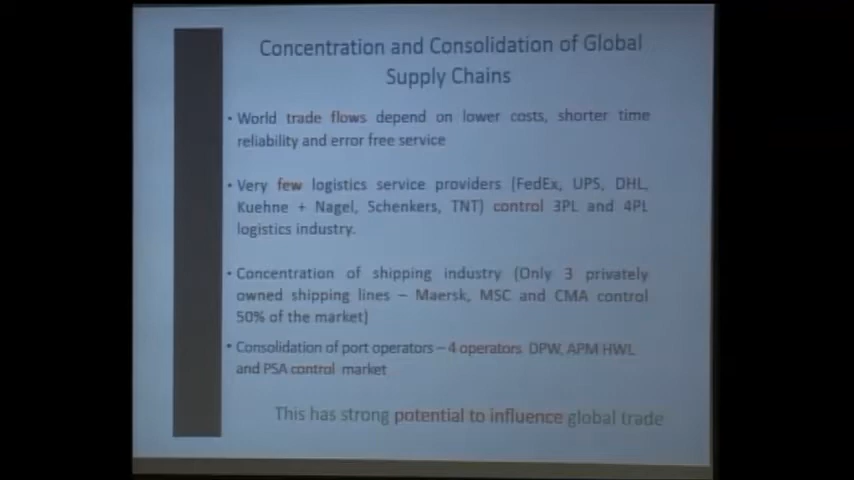 Concentration and Consolidation of Global
Supply Chains
• World trade flows depend on lower costs, shorter time
reliability and error free service
• Very few logistics service providers (FedEx, UPS, DHL,
Kuehne + Nagel, Schenkers, TNT) control 3PL and 4PL
logistics industry.
• Concentration of shipping industry (Only 3 privately
owned shipping lines – Maersk, MSC and CMA control
50% of the market)
• Consolidation of port operators – 4 operators DPW, APM HWL
and PSA control market
This has strong potential to influence global trade